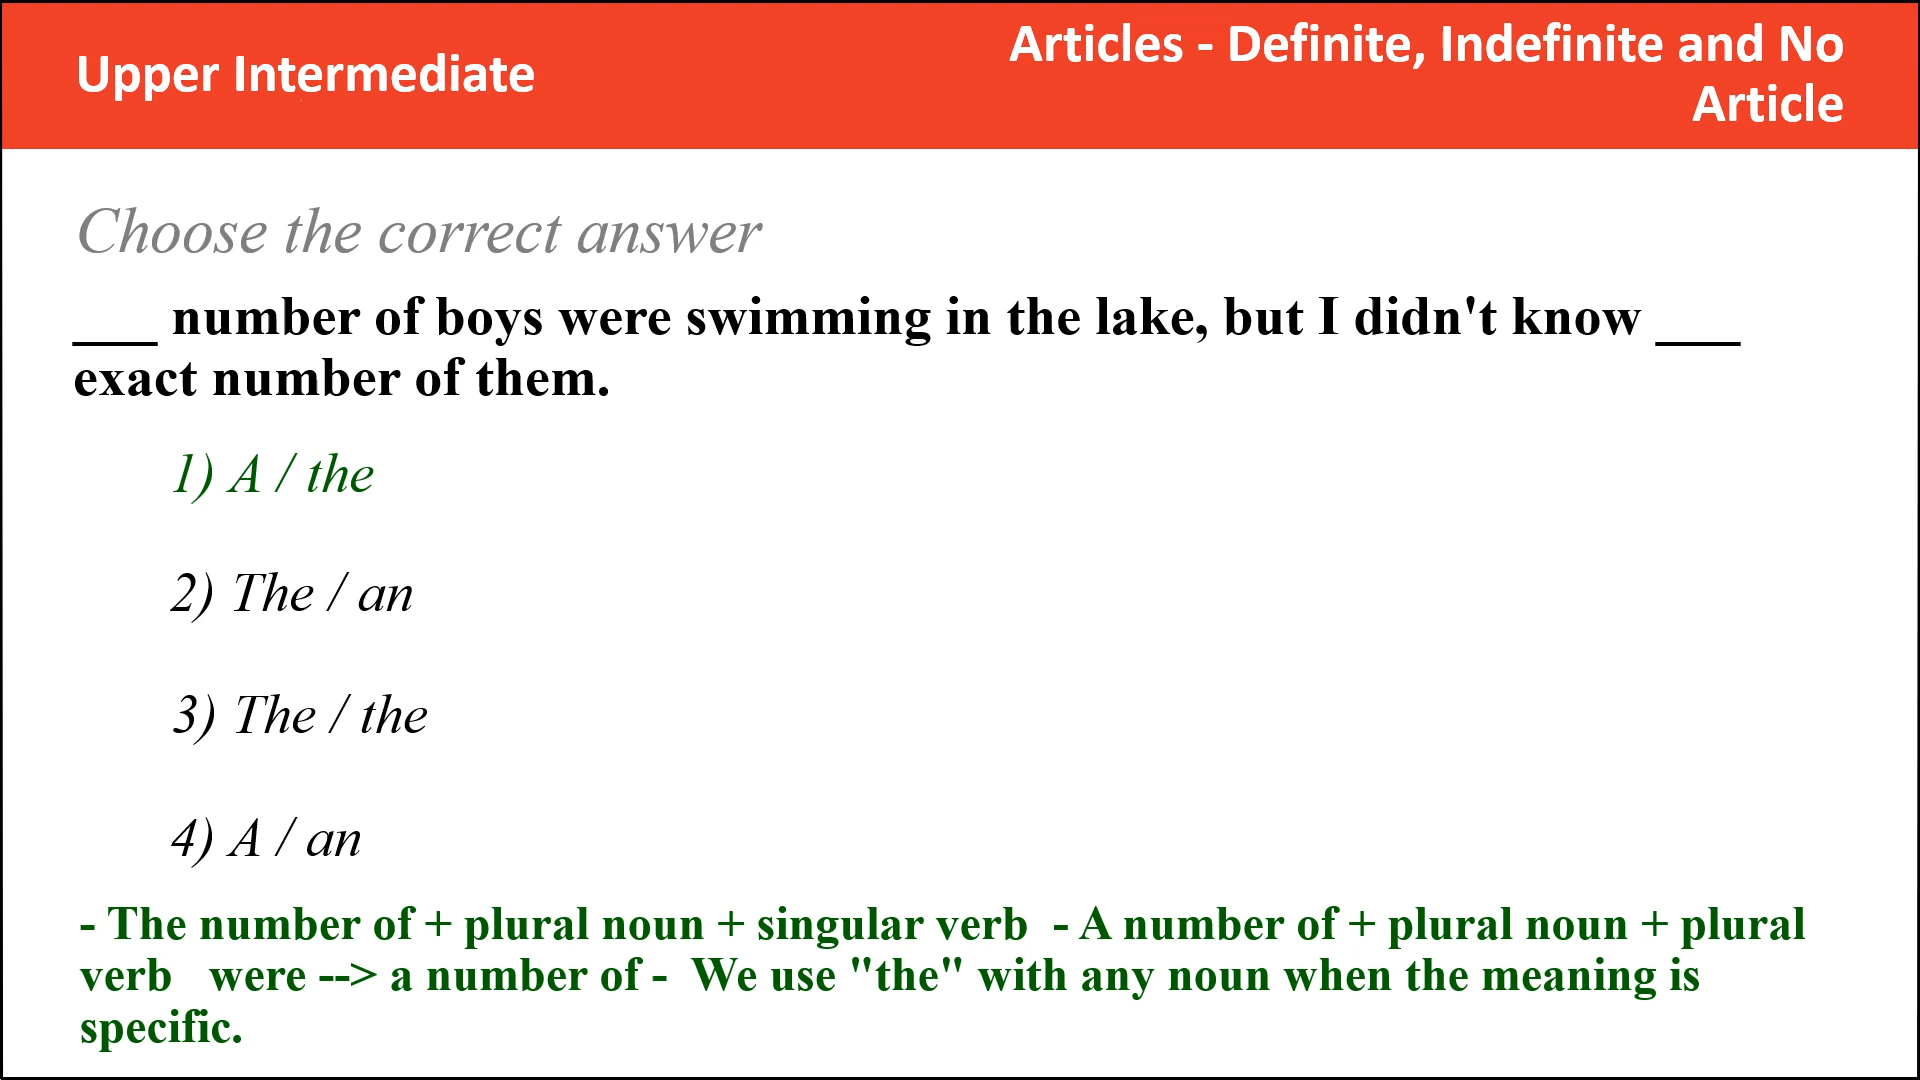 Upper Intermediate
Articles - Definite, Indefinite and No
Article
Choose the correct answer
___ number of boys were swimming in the lake, but I didn't know ___
exact number of them.
1) A / the
2) The / an
3) The / the
4) A / an
- The number of + plural noun + singular verb  - A number of + plural noun + plural
verb   were --> a number of -  We use "the" with any noun when the meaning is
specific.